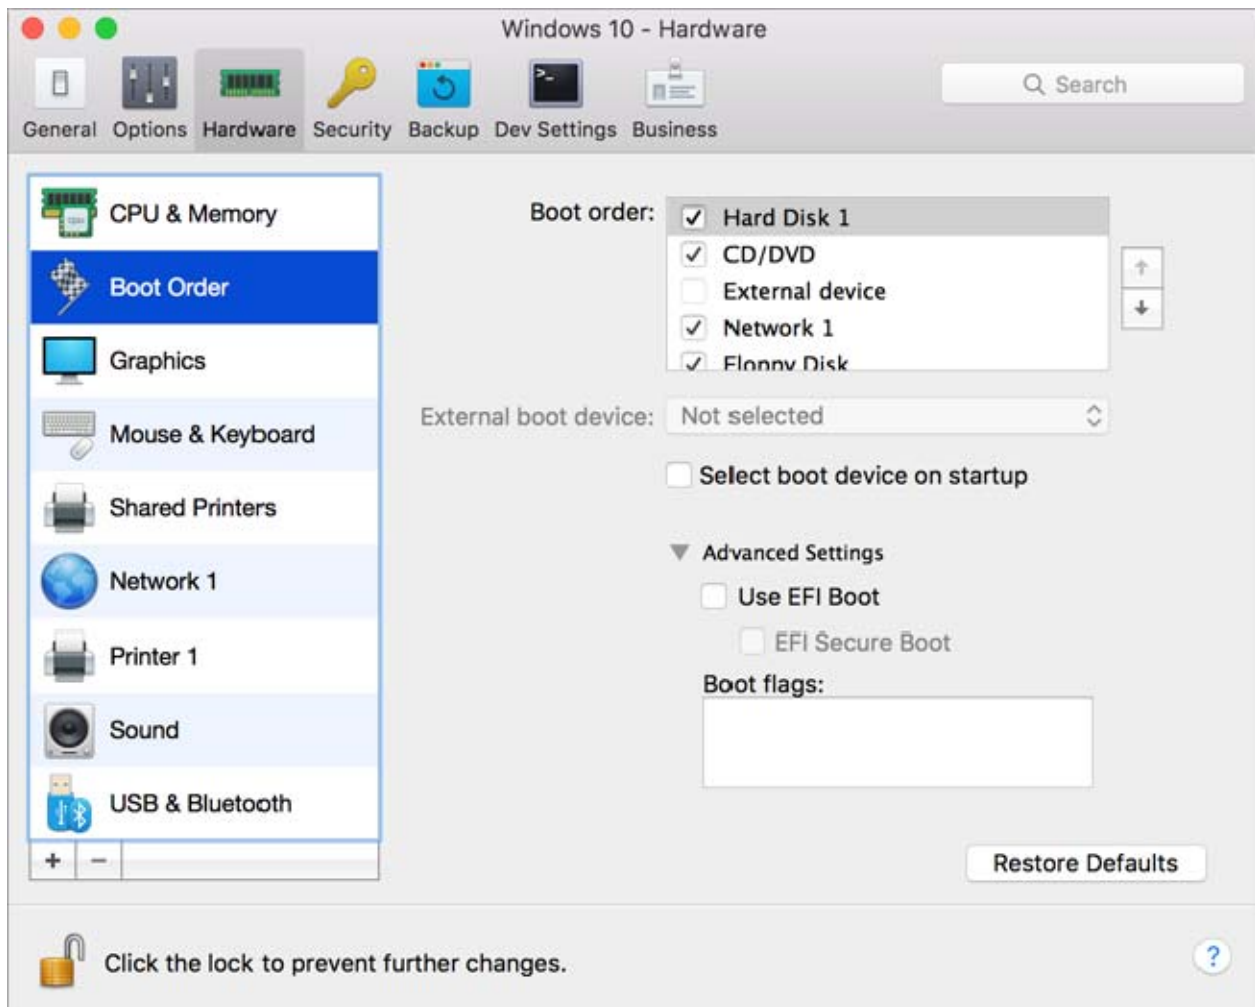 Windows 10 - Hardware
Search
General Options Hardware Security Backup Dev Settings Business
CPU & Memory
Boot Order
Graphics
Mouse & Keyboard
Shared Printers
Network 1
Printer 1
Sound
USB & Bluetooth
Boot order:
Hard Disk 1
CD/DVD
External device
Network 1
Floppy Disk
External boot device: Not selected
Select boot device on startup
Advanced Settings
Use EFI Boot
EFI Secure Boot
Boot flags:
+ −
Restore Defaults
Click the lock to prevent further changes.
?